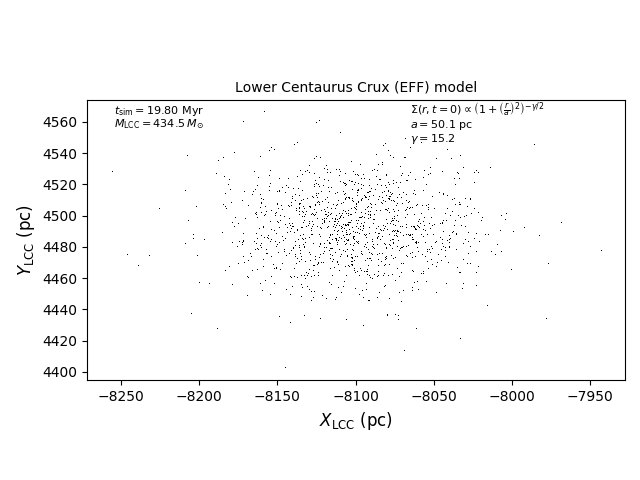 Lower Centaurus Crux (EFF) model
t_sim = 19.80 Myr
M_LCC = 434.5 M_⊙
Σ(r, t = 0) ∝ (1 + (r/a)²)^{−γ/2}
a = 50.1 pc
γ = 15.2
Y_LCC (pc)
4560
4540
4520
4500
4480
4460
4440
4420
4400
−8250 −8200 −8150 −8100 −8050 −8000 −7950
X_LCC (pc)